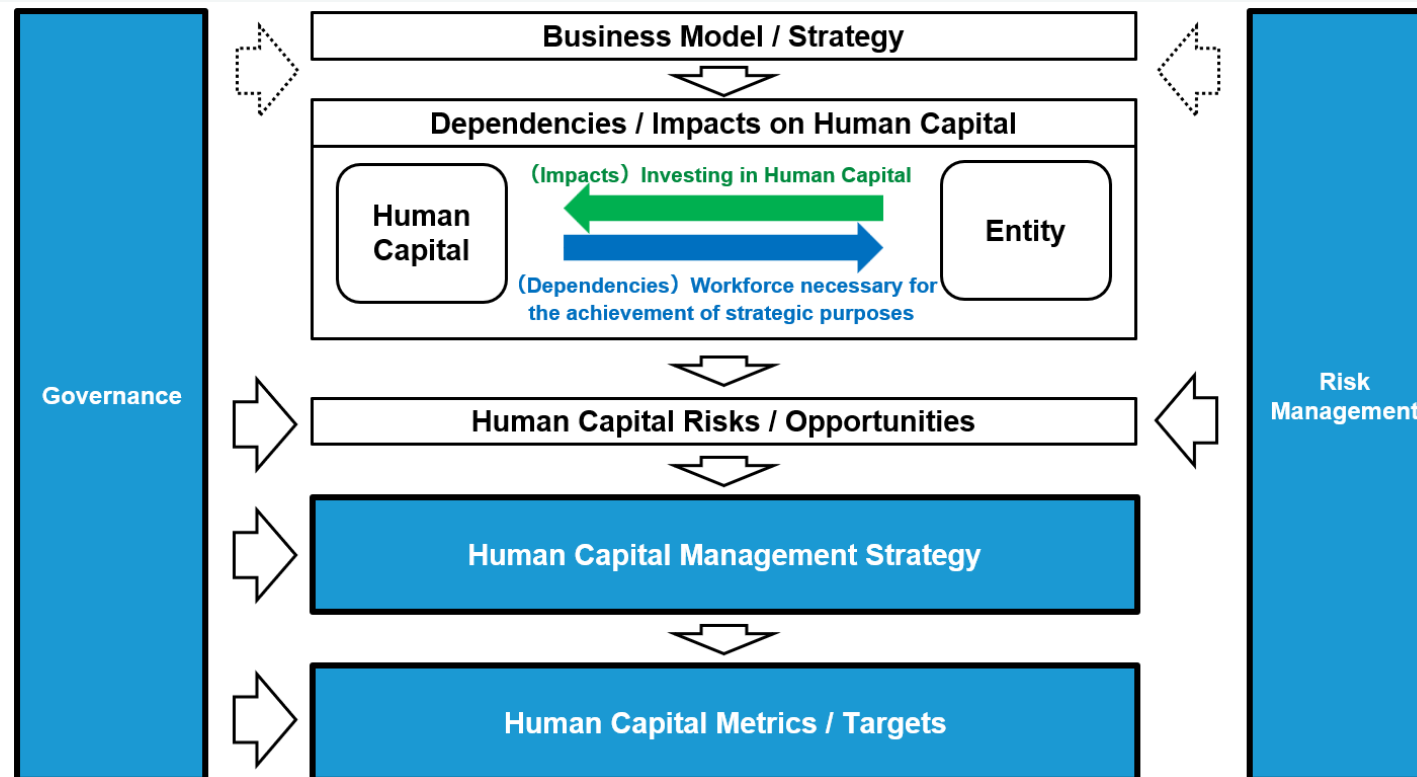 Governance
Business Model / Strategy
Dependencies / Impacts on Human Capital
Human
Capital
（Impacts）Investing in Human Capital
（Dependencies）Workforce necessary for
the achievement of strategic purposes
Entity
Human Capital Risks / Opportunities
Human Capital Management Strategy
Human Capital Metrics / Targets
Risk
Management